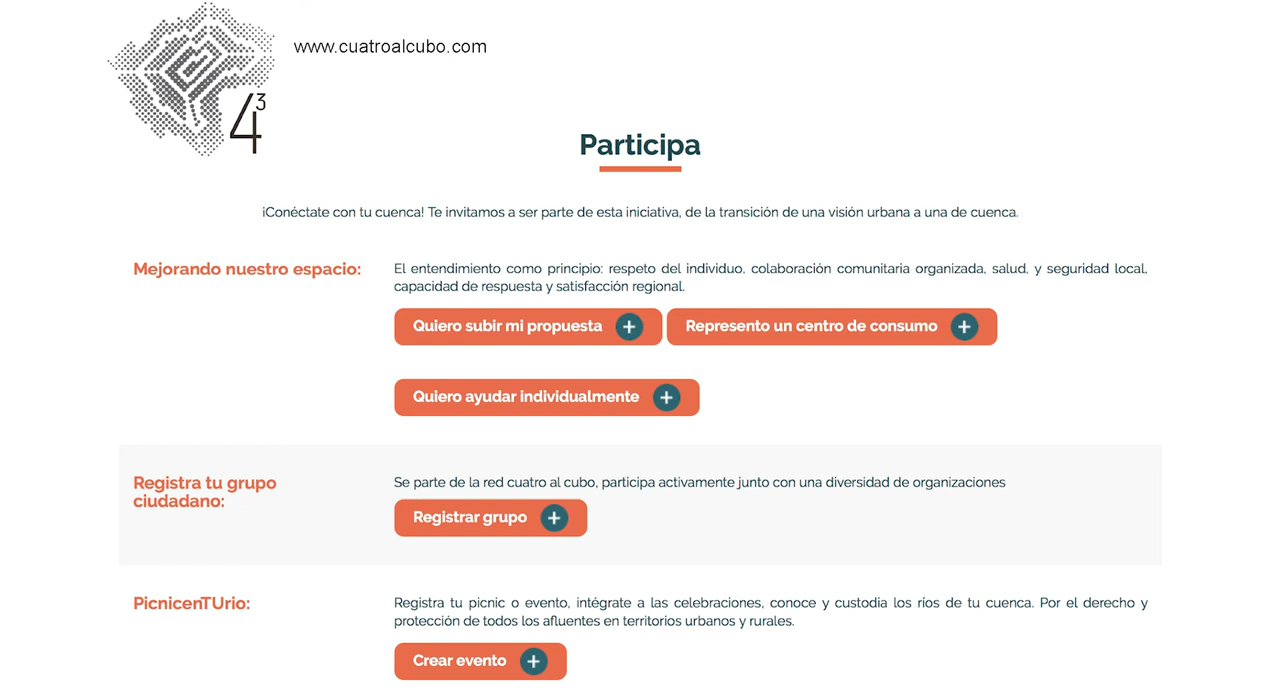 www.cuatroalcubo.com
4³
Participa
¡Conéctate con tu cuenca! Te invitamos a ser parte de esta iniciativa, de la transición de una visión urbana a una de cuenca.
Mejorando nuestro espacio:
El entendimiento como principio: respeto del individuo, colaboración comunitaria organizada, salud, y seguridad local,
capacidad de respuesta y satisfacción regional.
Quiero subir mi propuesta +
Represento un centro de consumo +
Quiero ayudar individualmente +
Registra tu grupo
ciudadano:
Se parte de la red cuatro al cubo, participa activamente junto con una diversidad de organizaciones
Registrar grupo +
PicnicenTUrio:
Registra tu picnic o evento, intégrate a las celebraciones, conoce y custodia los ríos de tu cuenca. Por el derecho y
protección de todos los afluentes en territorios urbanos y rurales.
Crear evento +